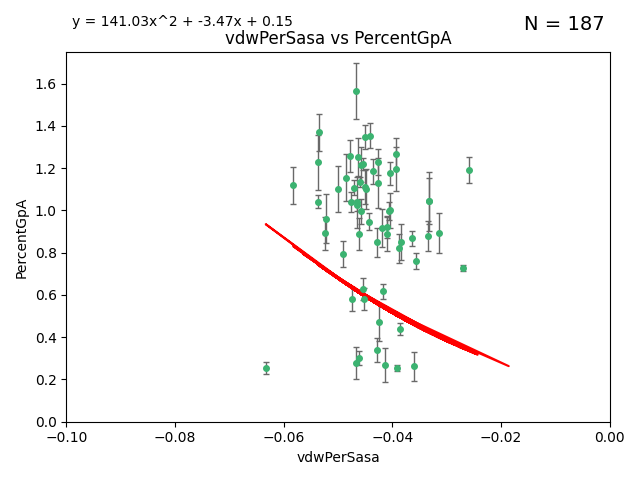 y = 141.03x^2 + -3.47x + 0.15
N = 187
vdwPerSasa vs PercentGpA
1.6
1.4
1.2
1.0
0.8
0.6
0.4
0.2
0.0
PercentGpA
−0.10 −0.08 −0.06 −0.04 −0.02 0.00
vdwPerSasa